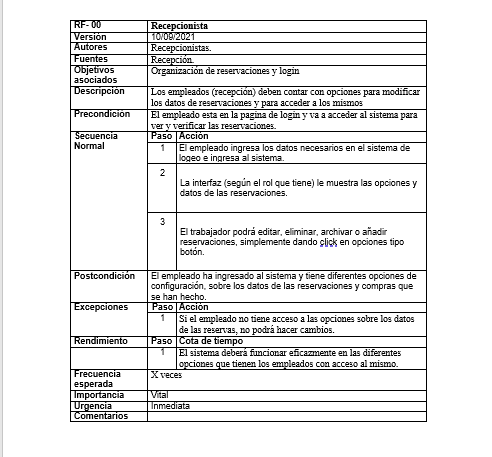 RF- 00 Recepcionista
Versión 10/09/2021
Autores Recepcionistas.
Fuentes Recepción.
Objetivos Organización de reservaciones y login
asociados
Descripción Los empleados (recepción) deben contar con opciones para modificar
los datos de reservaciones y para acceder a los mismos
Precondición El empleado esta en la pagina de login y va a acceder al sistema para
ver y verificar las reservaciones.
Secuencia Paso Acción
Normal 1 El empleado ingresa los datos necesarios en el sistema de
logeo e ingresa al sistema.
2
La interfaz (según el rol que tiene) le muestra las opciones y
datos de las reservaciones.
3
El trabajador podrá editar, eliminar, archivar o añadir
reservaciones, simplemente dando click en opciones tipo
botón.
Postcondición El empleado ha ingresado al sistema y tiene diferentes opciones de
configuración, sobre los datos de las reservaciones y compras que
se han hecho.
Excepciones Paso Acción
1 Si el empleado no tiene acceso a las opciones sobre los datos
de las reservas, no podrá hacer cambios.
Rendimiento Paso Cota de tiempo
1 El sistema deberá funcionar eficazmente en las diferentes
opciones que tienen los empleados con acceso al mismo.
Frecuencia X veces
esperada
Importancia Vital
Urgencia Inmediata
Comentarios